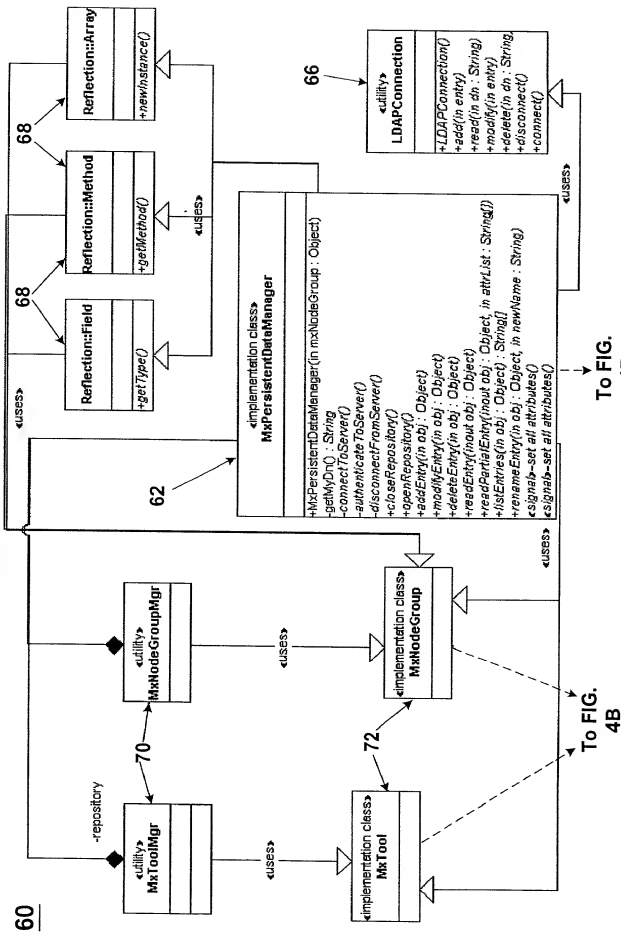 60
-repository
«utility»
MxToolMgr
«utility»
MxNodeGroupMgr
70
«uses»
«uses»
72
«implementation class»
MxTool
«implementation class»
MxNodeGroup
To FIG.
4B
«uses»
62
«implementation class»
MxPersistentDataManager
+MxPersistentDataManager(in mxNodeGroup : Object)
-getMyDn() : String
-connectToServer()
-authenticateToServer()
-disconnectFromServer()
+closeRepository()
+openRepository()
+addEntry(in obj : Object)
+modifyEntry(in obj : Object)
+deleteEntry(in obj : Object)
+readEntry(inout obj : Object)
+readPartialEntry(inout obj : Object, in attrList : String[])
+listEntries(in obj : Object) : String[]
+renameEntry(in obj : Object, in newName : String)
«signal»-set all attributes()
«signal»-set all attributes()
«uses»
To FIG.
68
68
Reflection::Field
+getType()
Reflection::Method
+getMethod()
Reflection::Array
+newInstance()
«uses»
66
«utility»
LDAPConnection
+LDAPConnection()
+add(in entry)
+read(in dn : String)
+modify(in entry)
+delete(in dn : String,
+disconnect()
+connect()
«uses»